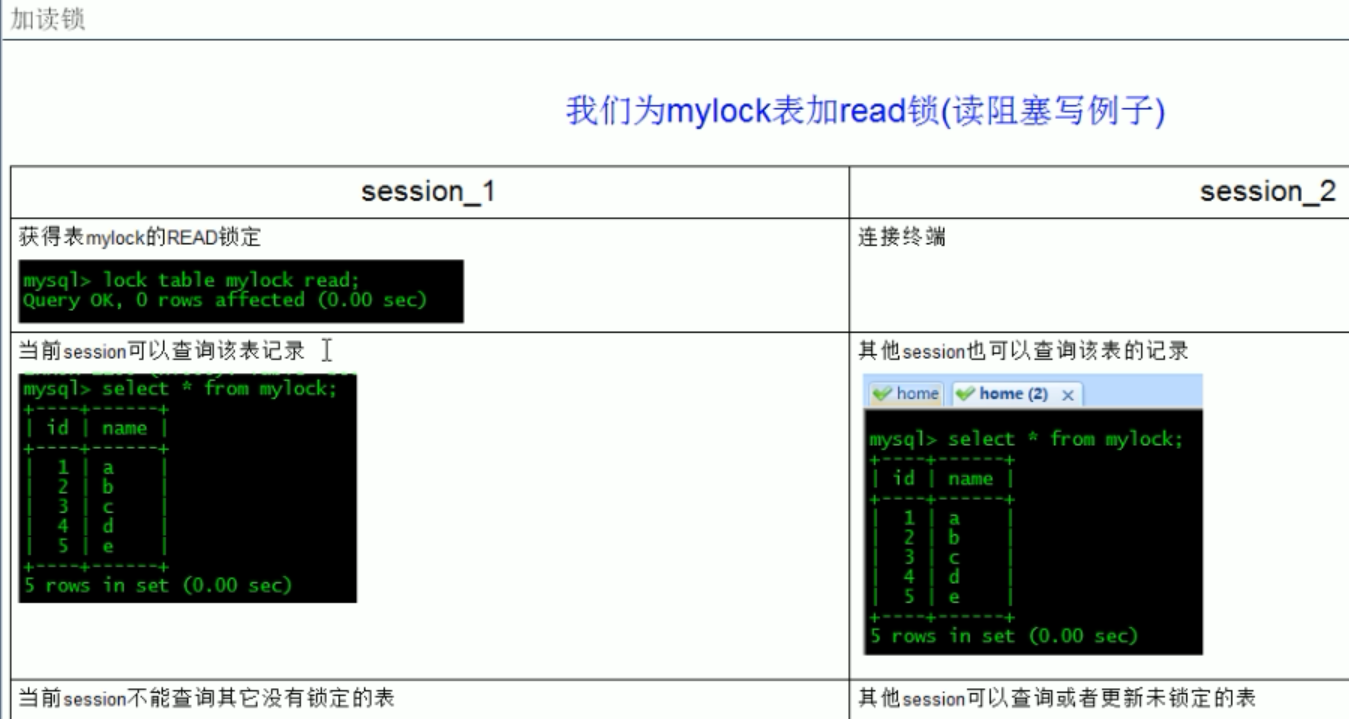 加读锁
我们为mylock表加read锁(读阻塞写例子)
session_1
session_2
获得表mylock的READ锁定
mysql> lock table mylock read;
Query OK, 0 rows affected (0.00 sec)
连接终端
当前session可以查询该表记录
mysql> select * from mylock;
+----+------+
| id | name |
+----+------+
| 1 | a |
| 2 | b |
| 3 | c |
| 4 | d |
| 5 | e |
+----+------+
5 rows in set (0.00 sec)
其他session也可以查询该表的记录
home
home (2)
mysql> select * from mylock;
+----+------+
| id | name |
+----+------+
| 1 | a |
| 2 | b |
| 3 | c |
| 4 | d |
| 5 | e |
+----+------+
5 rows in set (0.00 sec)
当前session不能查询其它没有锁定的表
其他session可以查询或者更新未锁定的表